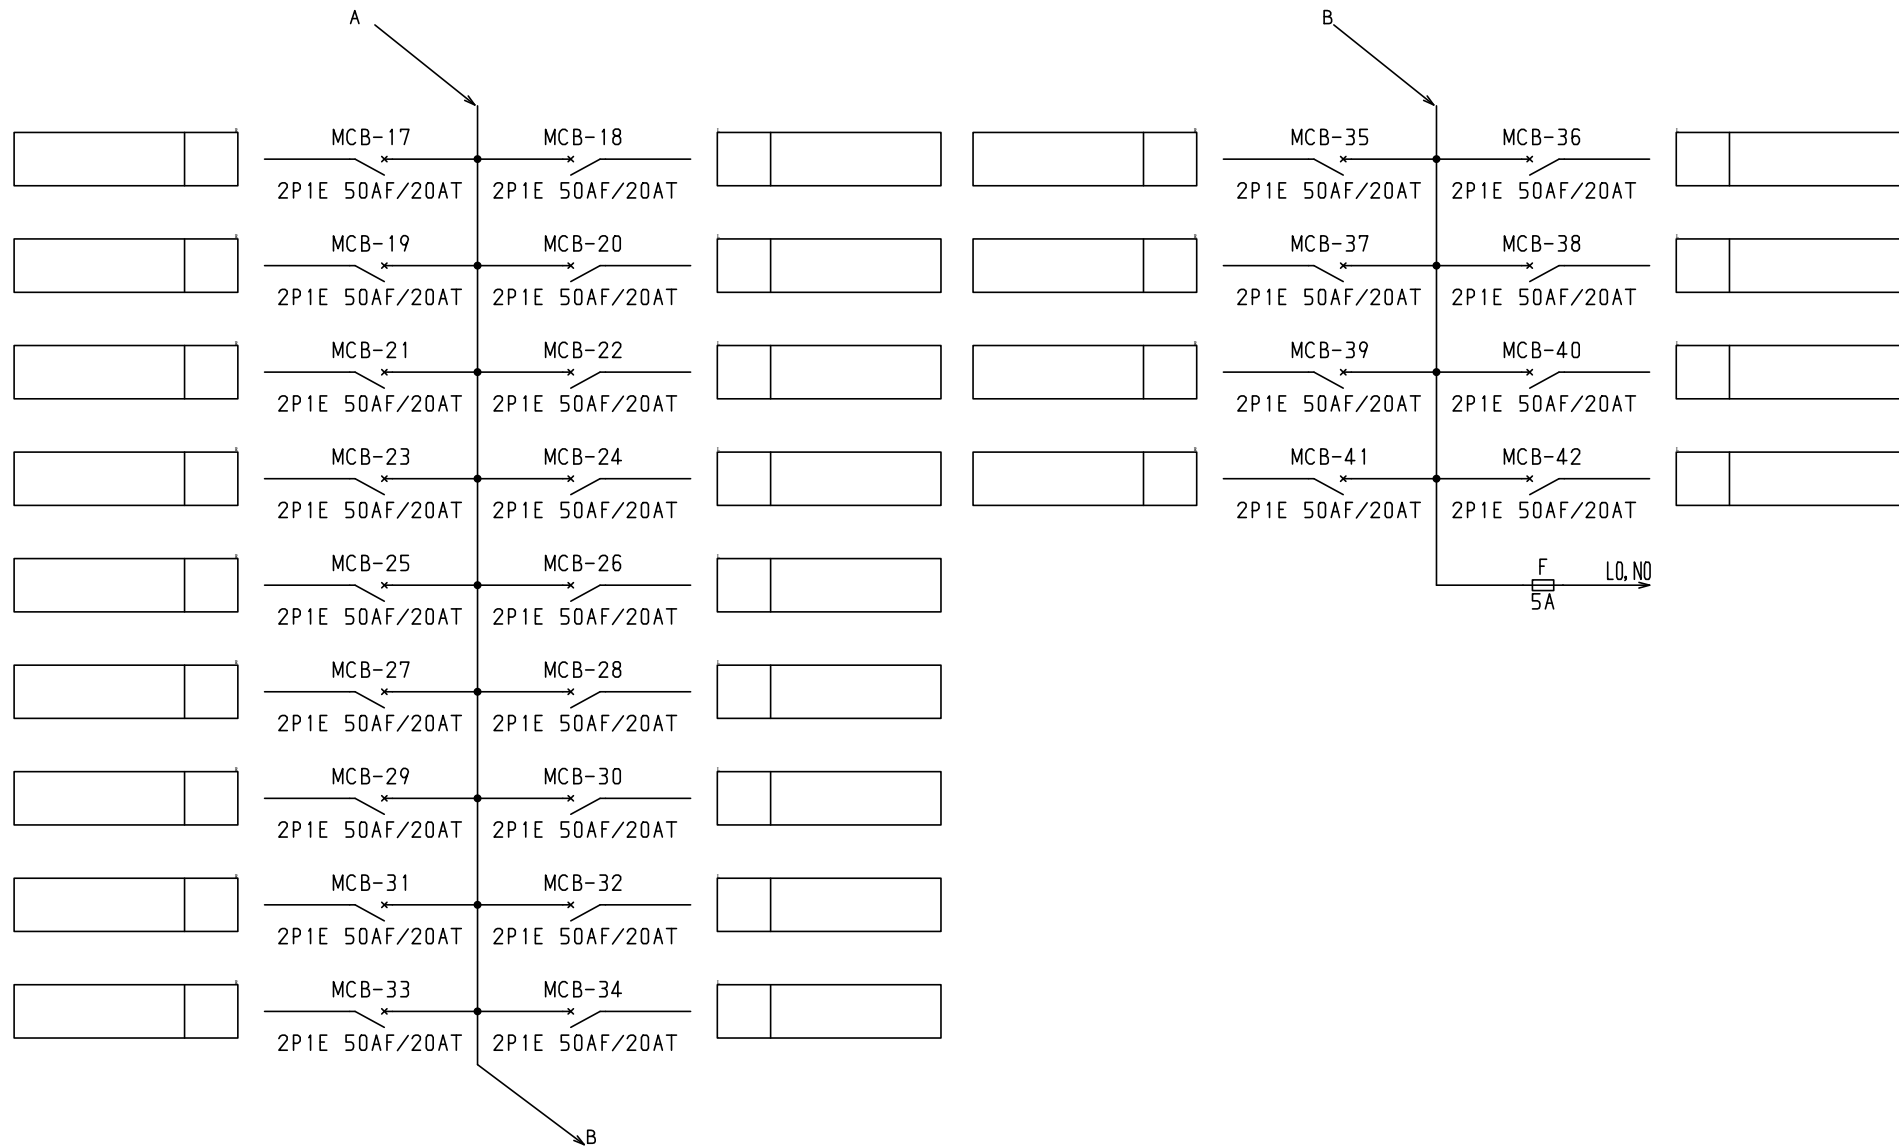 A
MCB-17 MCB-18
2P1E 50AF/20AT 2P1E 50AF/20AT
MCB-19 MCB-20
2P1E 50AF/20AT 2P1E 50AF/20AT
MCB-21 MCB-22
2P1E 50AF/20AT 2P1E 50AF/20AT
MCB-23 MCB-24
2P1E 50AF/20AT 2P1E 50AF/20AT
MCB-25 MCB-26
2P1E 50AF/20AT 2P1E 50AF/20AT
MCB-27 MCB-28
2P1E 50AF/20AT 2P1E 50AF/20AT
MCB-29 MCB-30
2P1E 50AF/20AT 2P1E 50AF/20AT
MCB-31 MCB-32
2P1E 50AF/20AT 2P1E 50AF/20AT
MCB-33 MCB-34
2P1E 50AF/20AT 2P1E 50AF/20AT
B
B
MCB-35 MCB-36
2P1E 50AF/20AT 2P1E 50AF/20AT
MCB-37 MCB-38
2P1E 50AF/20AT 2P1E 50AF/20AT
MCB-39 MCB-40
2P1E 50AF/20AT 2P1E 50AF/20AT
MCB-41 MCB-42
2P1E 50AF/20AT 2P1E 50AF/20AT
F L0,N0
5A